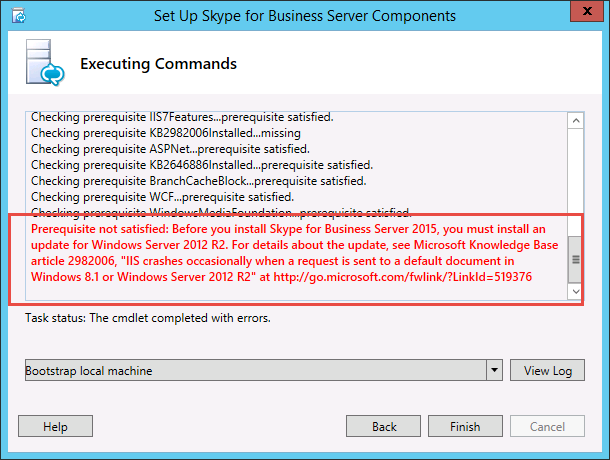 Set Up Skype for Business Server Components
Executing Commands
Checking prerequisite IIS7Features...prerequisite satisfied.
Checking prerequisite KB2982006Installed...missing
Checking prerequisite ASPNet...prerequisite satisfied.
Checking prerequisite KB2646886Installed...prerequisite satisfied.
Checking prerequisite BranchCacheBlock...prerequisite satisfied.
Checking prerequisite WCF...prerequisite satisfied.
Checking prerequisite WindowsMediaFoundation...prerequisite satisfied.
Prerequisite not satisfied: Before you install Skype for Business Server 2015, you must install an
update for Windows Server 2012 R2. For details about the update, see Microsoft Knowledge Base
article 2982006, "IIS crashes occasionally when a request is sent to a default document in
Windows 8.1 or Windows Server 2012 R2" at http://go.microsoft.com/fwlink/?LinkId=519376
Task status: The cmdlet completed with errors.
Bootstrap local machine
View Log
Help
Back
Finish
Cancel